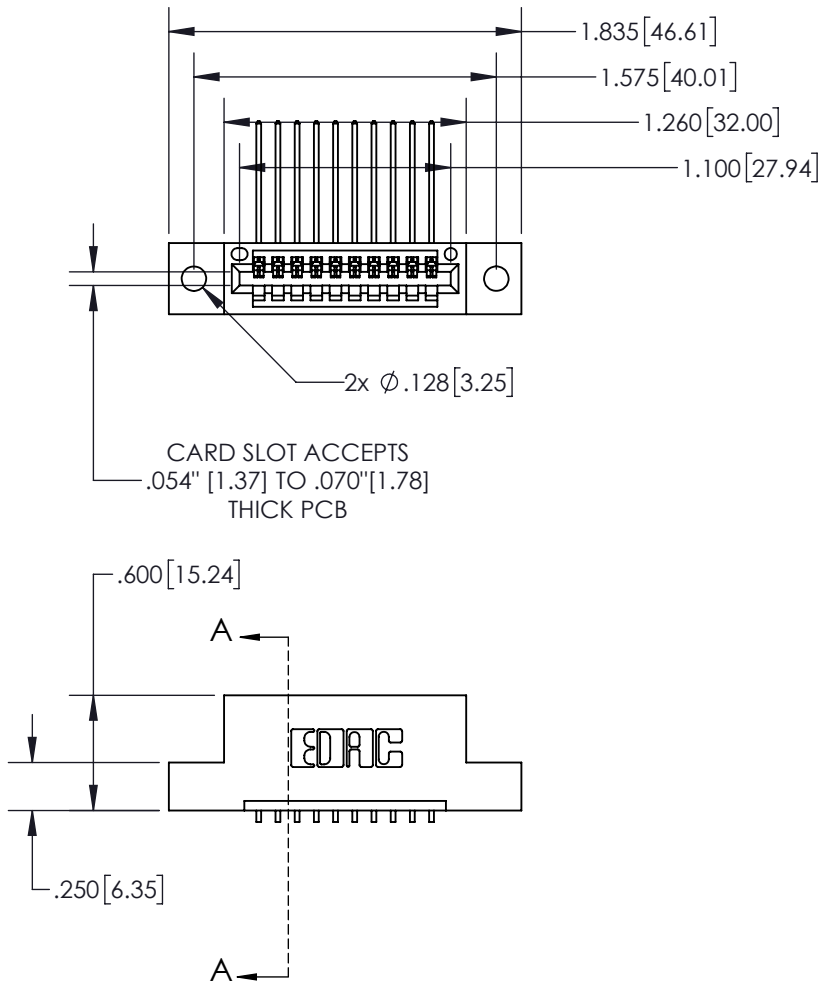 1.835[46.61]
1.575[40.01]
1.260[32.00]
1.100[27.94]
2x ∅.128[3.25]
CARD SLOT ACCEPTS
.054" [1.37] TO .070"[1.78]
THICK PCB
.600[15.24]
A
EDAC
.250[6.35]
A